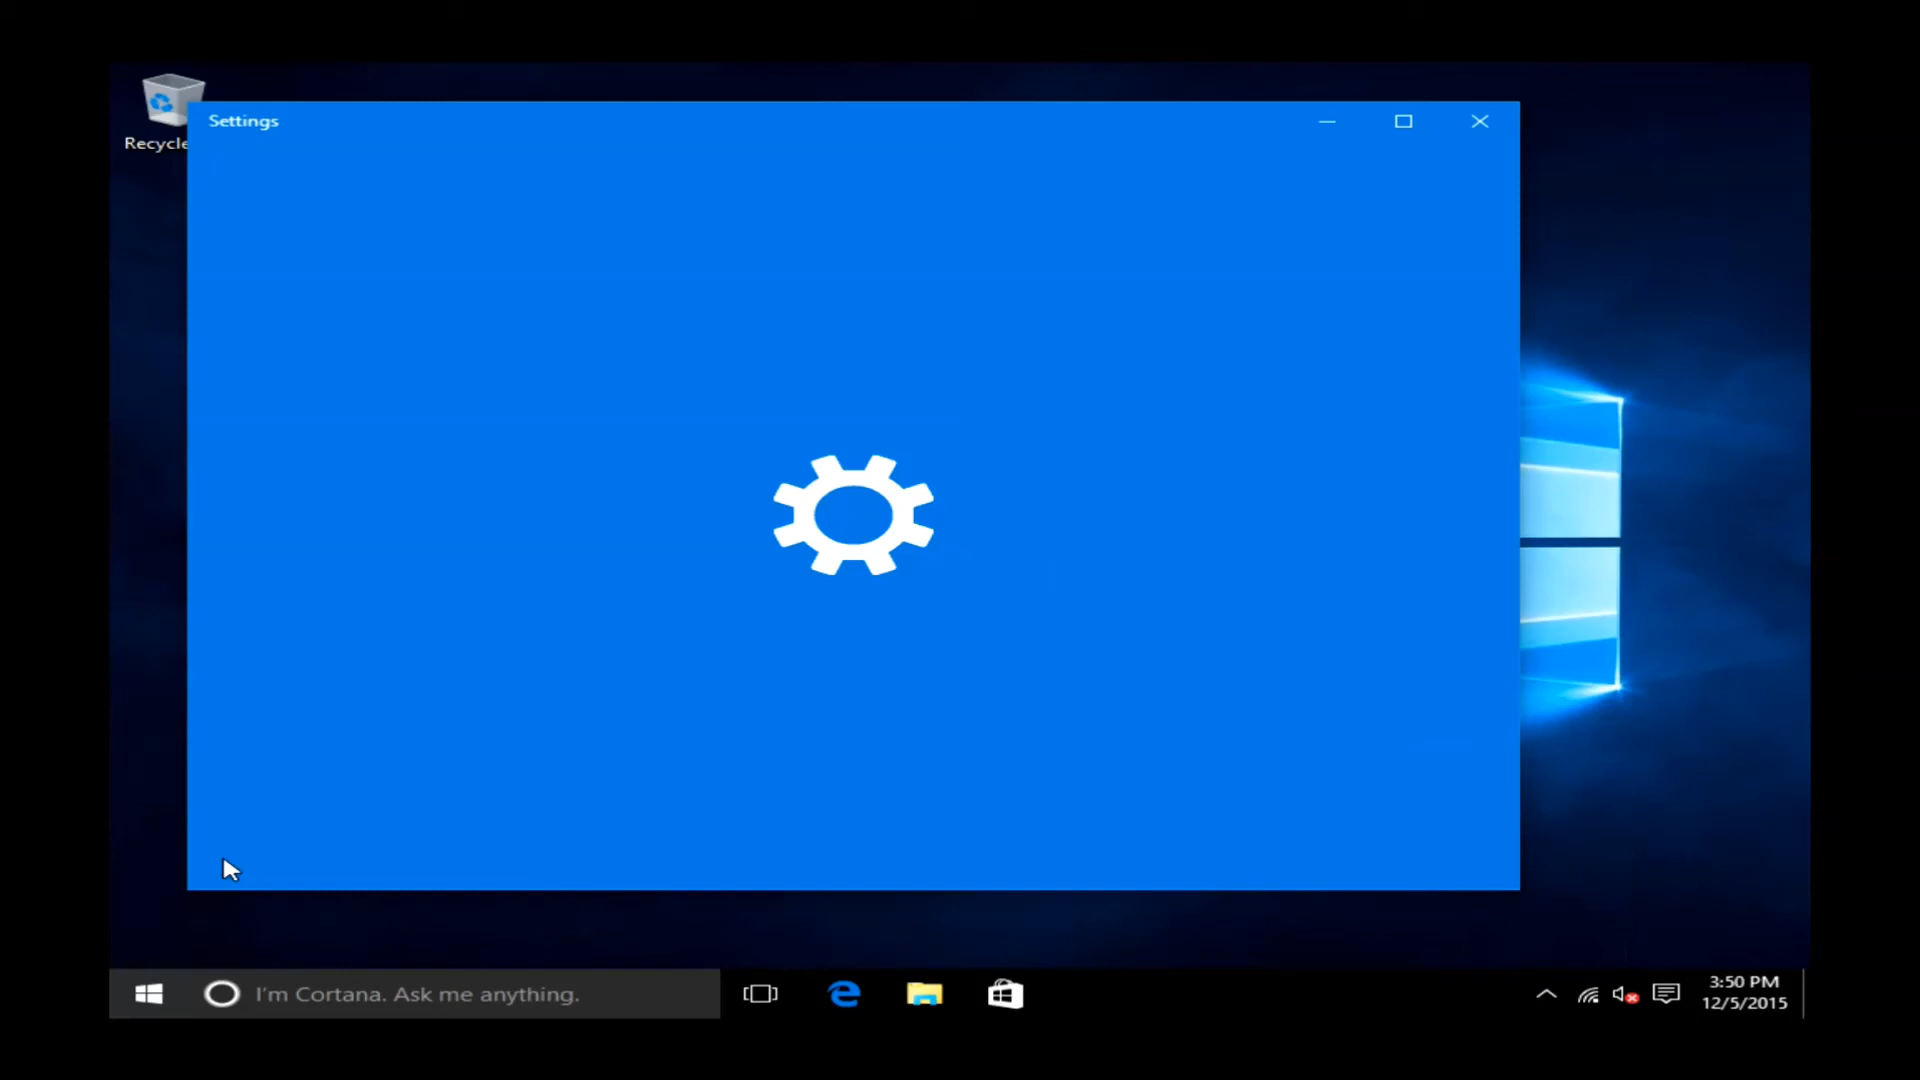 Recycle
Settings
I'm Cortana. Ask me anything.
3:50 PM
12/5/2015